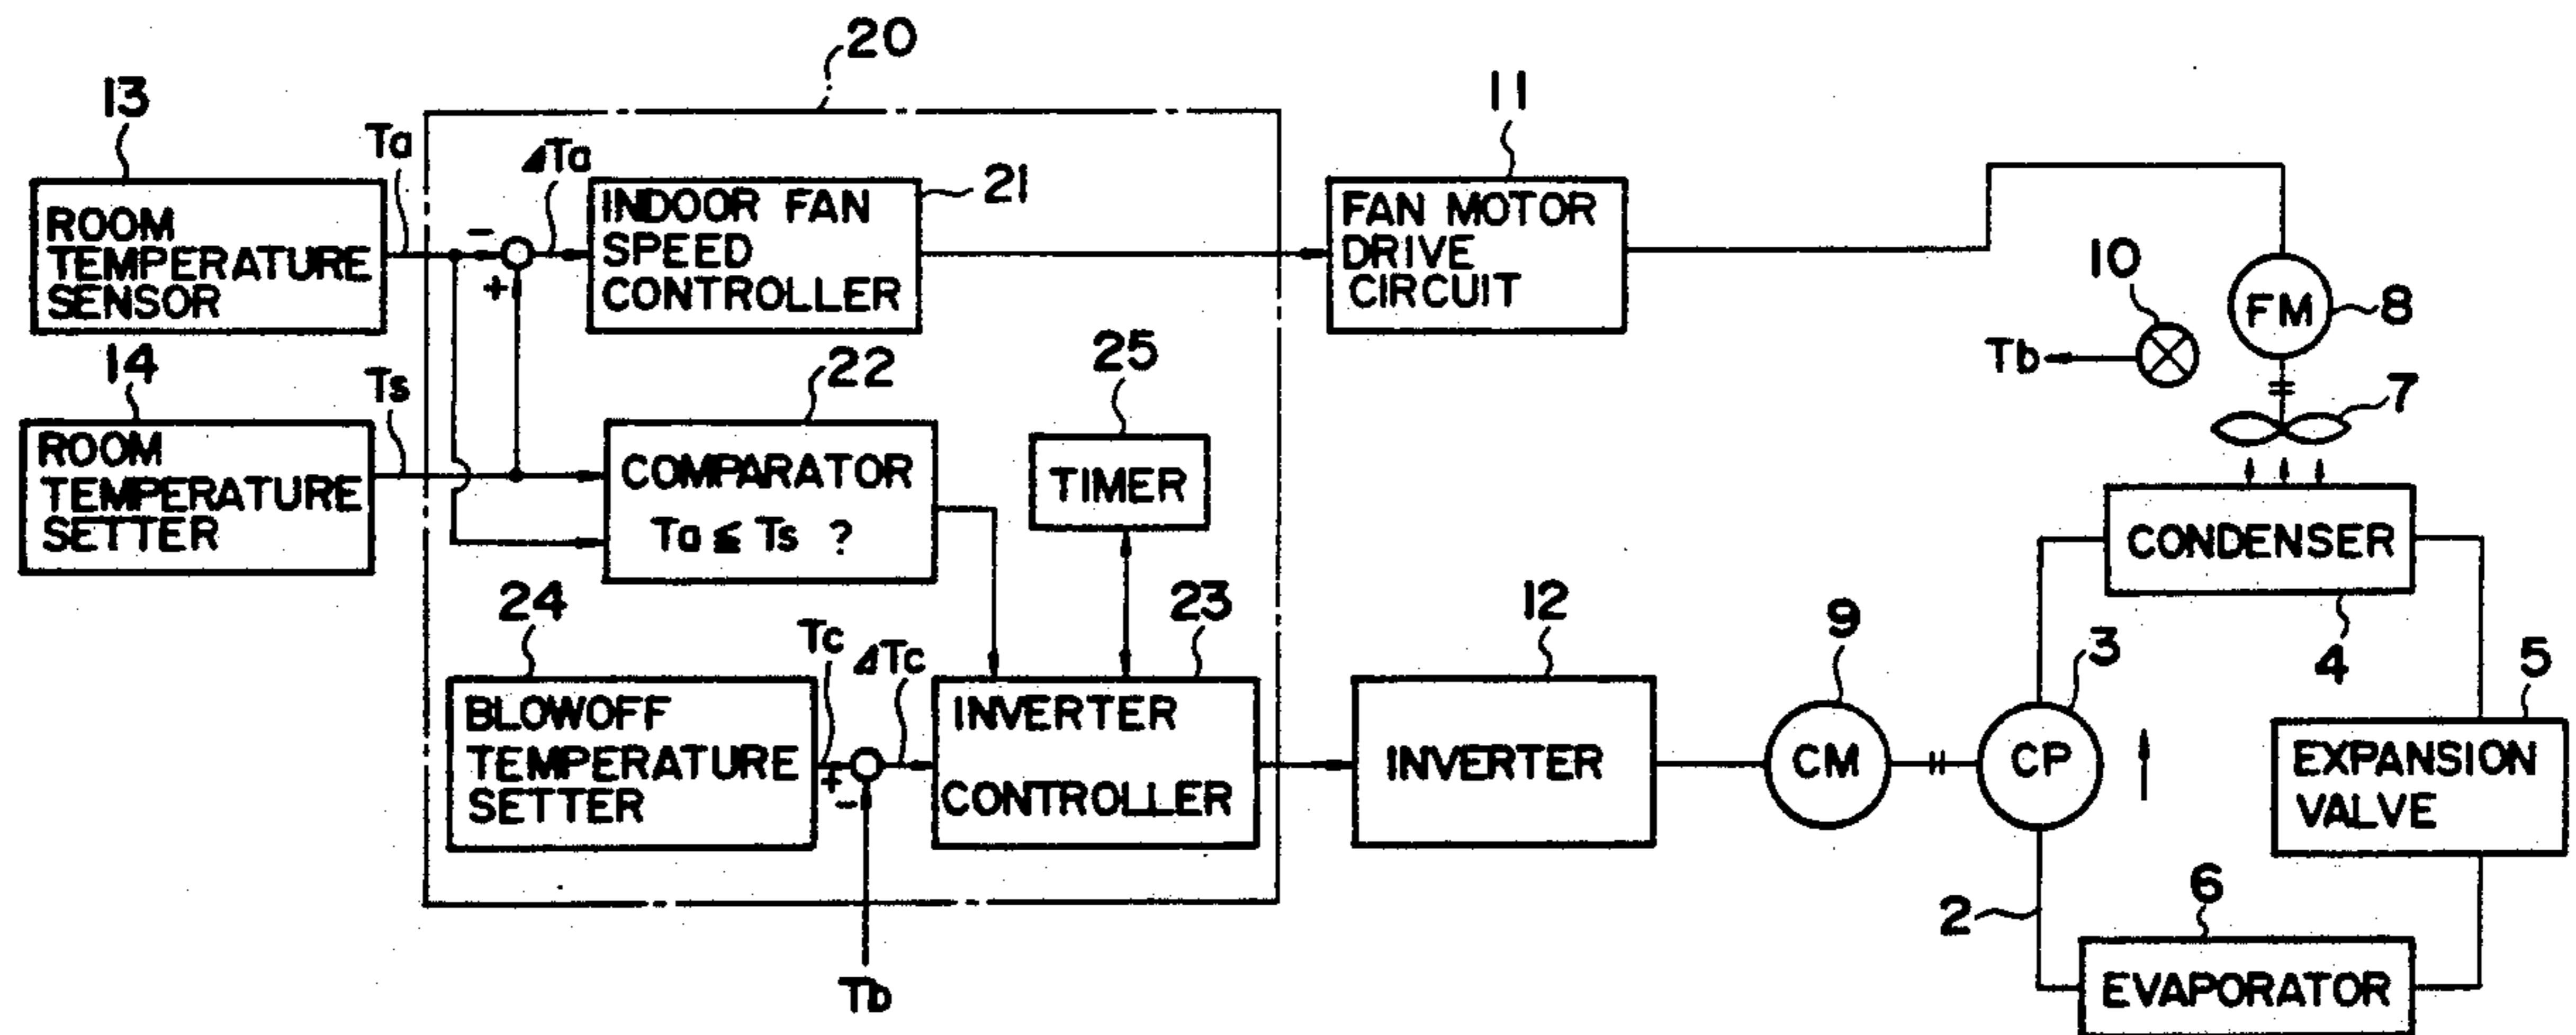 20
13
Ta
⊿Ta
11
ROOM
TEMPERATURE
SENSOR
−
+
INDOOR FAN
SPEED
CONTROLLER
21
FAN MOTOR
DRIVE
CIRCUIT
10
Tb
FM
8
7
14
Ts
ROOM
TEMPERATURE
SETTER
22
COMPARATOR
Ta ≦ Ts ?
25
TIMER
CONDENSER
4
24
Tc
⊿Tc
23
12
9
3
5
BLOWOFF
TEMPERATURE
SETTER
+
−
INVERTER
CONTROLLER
INVERTER
CM
CP
EXPANSION
VALVE
Tb
2
6
EVAPORATOR